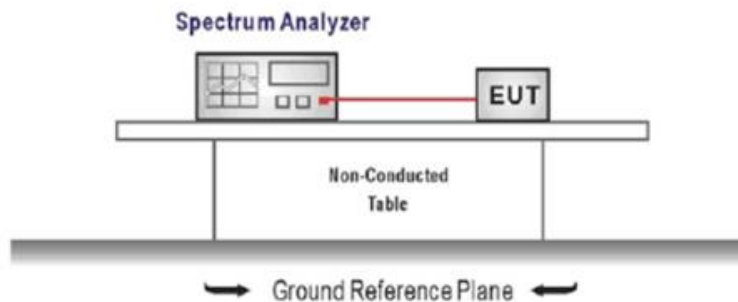 Spectrum Analyzer
EUT
Non-Conducted
Table
Ground Reference Plane